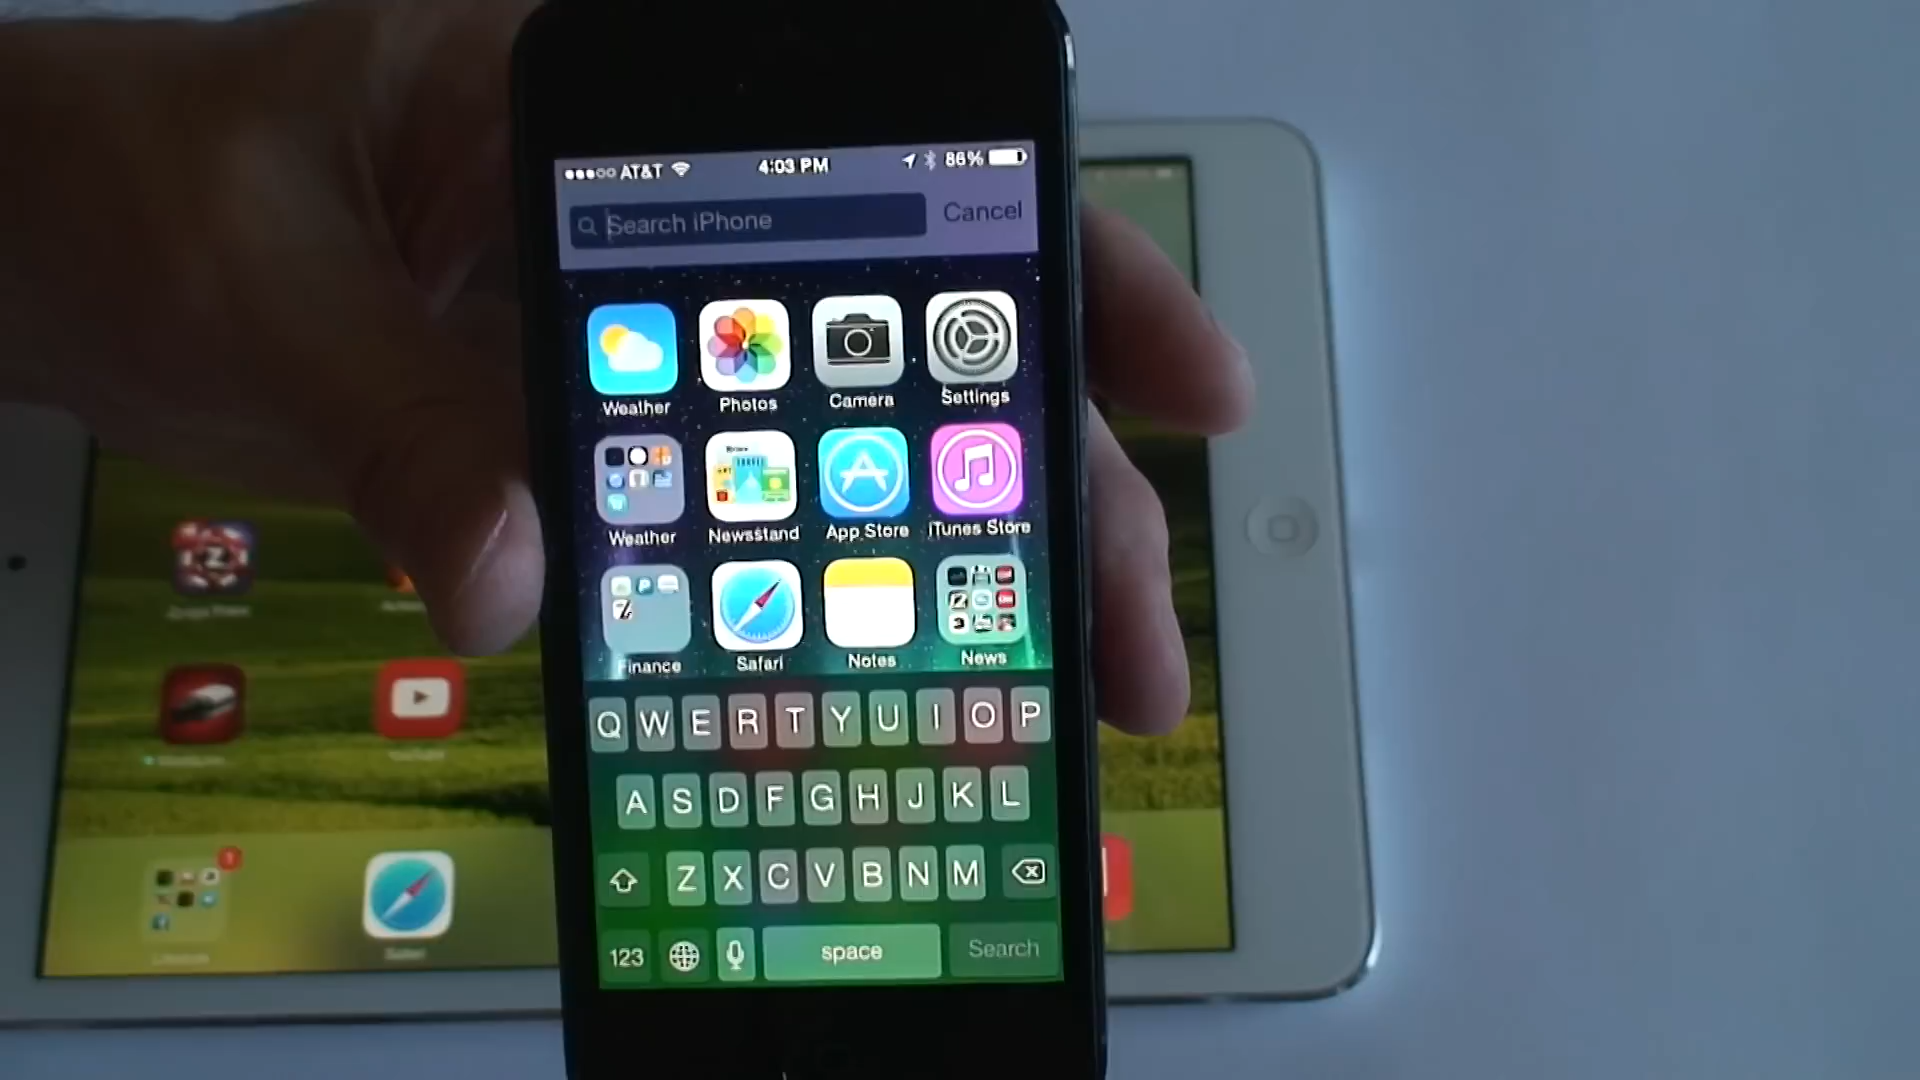 AT&T 4:03 PM 86%
Search iPhone Cancel
Weather Photos Camera Settings
Weather Newsstand App Store iTunes Store
Finance Safari Notes News
Q W E R T Y U I O P
A S D F G H J K L
Z X C V B N M
123 space Search